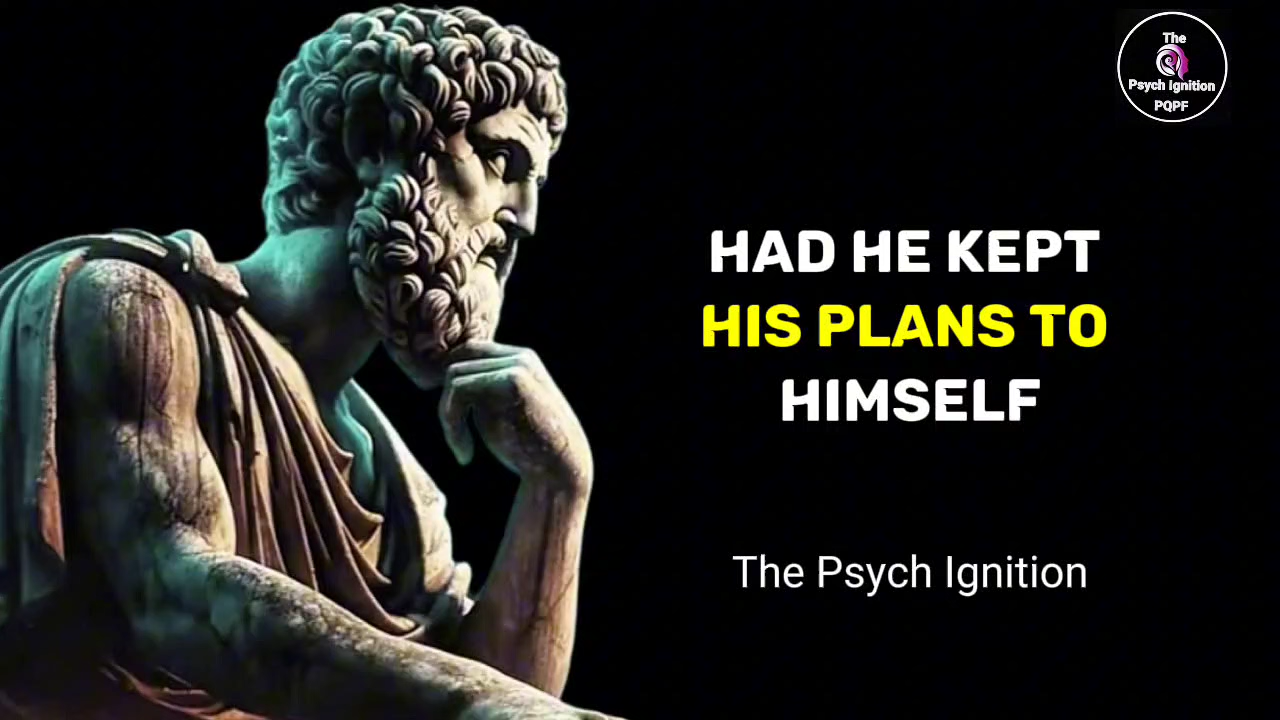 The
Psych Ignition
PQPF
HAD HE KEPT
HIS PLANS TO
HIMSELF
The Psych Ignition